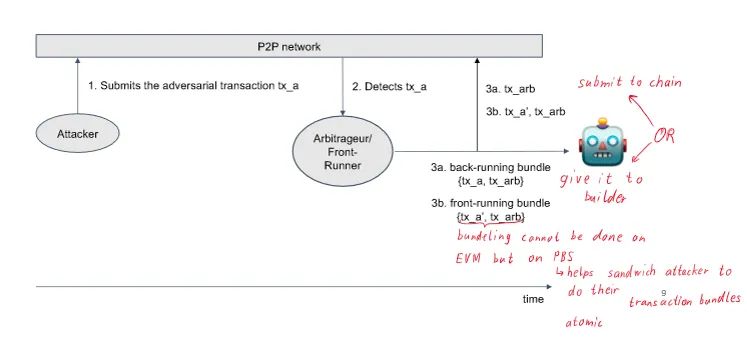 P2P network
1. Submits the adversarial transaction tx_a
2. Detects tx_a
3a. tx_arb
3b. tx_a', tx_arb
submit to chain
OR
Attacker
Arbitrageur/
Front-
Runner
3a. back-running bundle
{tx_a, tx_arb}
give it to
builder
3b. front-running bundle
{tx_a', tx_arb}
bundeling cannot be done on
EVM but on PBS
↳ helps sandwich attacker to
do their
transaction bundles
atomic
9
time